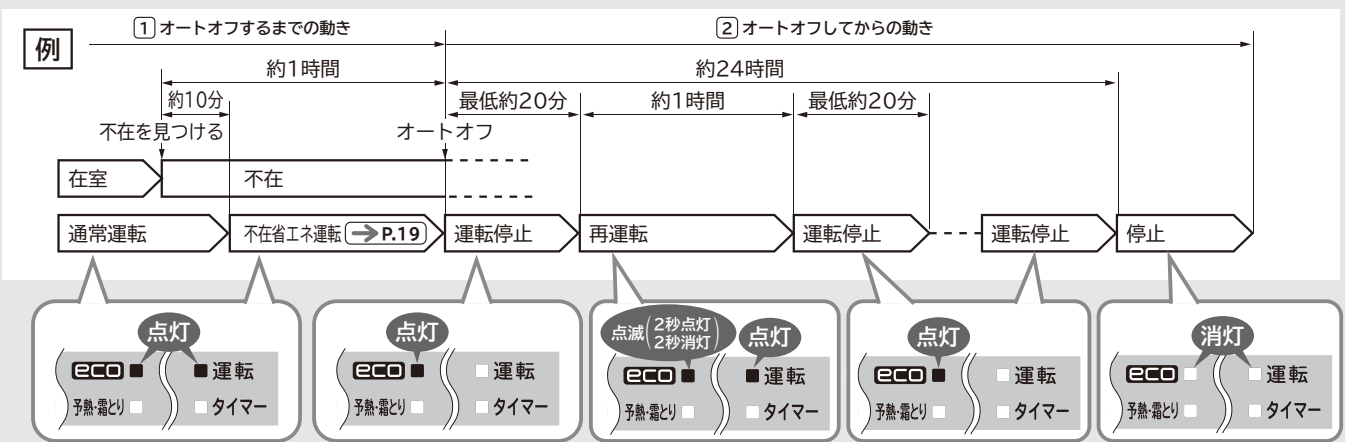 1 オートオフするまでの動き
2 オートオフしてからの動き
例
約1時間
約24時間
約10分
最低約20分
約1時間
最低約20分
不在を見つける
オートオフ
在室
不在
通常運転
不在省エネ運転(→P.19)
運転停止
再運転
運転停止
運転停止
停止
点灯
eco
運転
予熱・霜とり
タイマー
点灯
eco
運転
予熱・霜とり
タイマー
点滅(2秒点灯
2秒消灯)
点灯
eco
運転
予熱・霜とり
タイマー
点灯
eco
運転
予熱・霜とり
タイマー
消灯
eco
運転
予熱・霜とり
タイマー